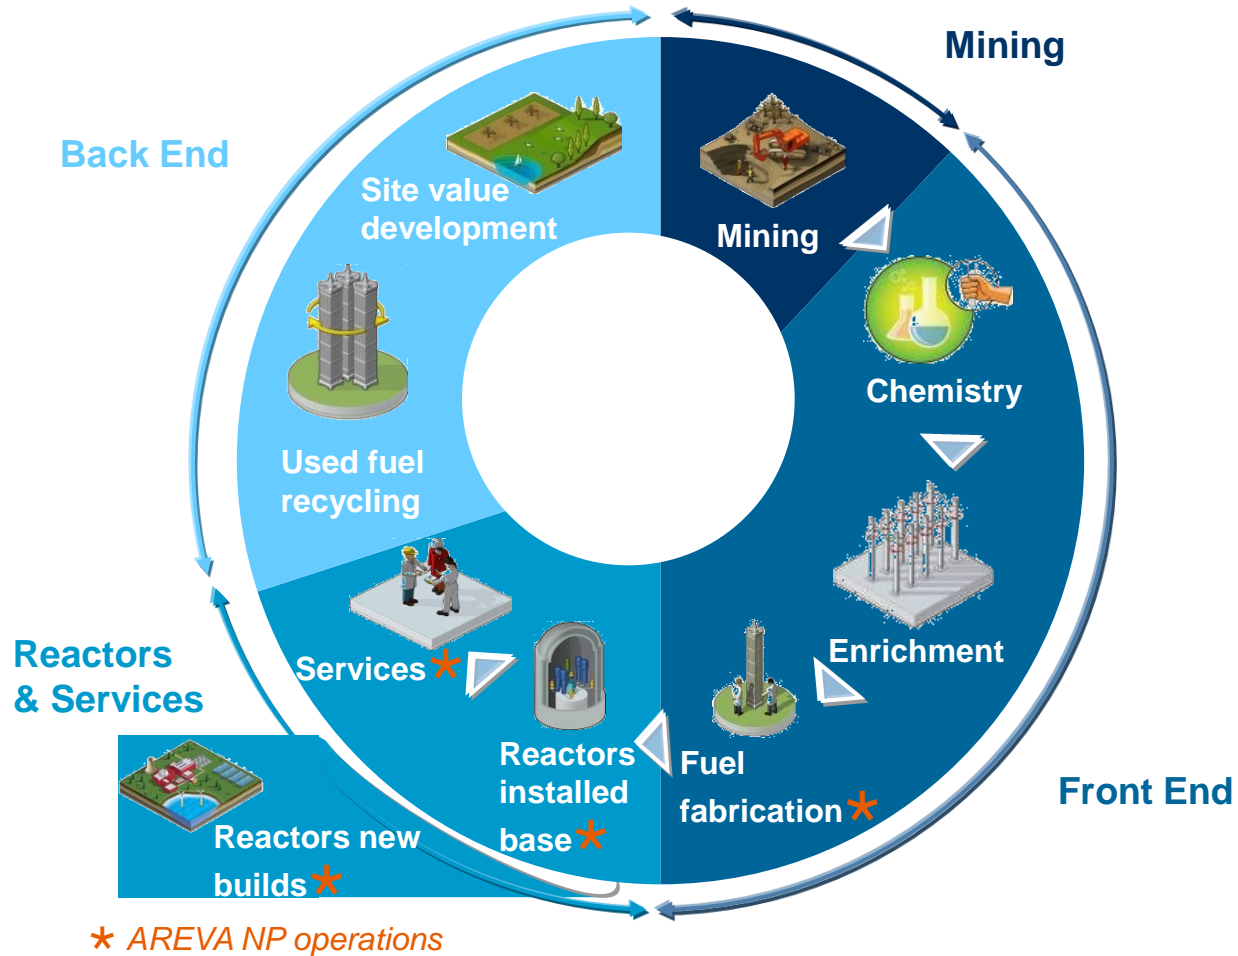 Mining
Back End
Site value
development
Mining
Chemistry
Used fuel
recycling
Enrichment
Services *
Reactors
& Services
Reactors
installed
base *
Fuel
fabrication *
Front End
Reactors new
builds *
* AREVA NP operations